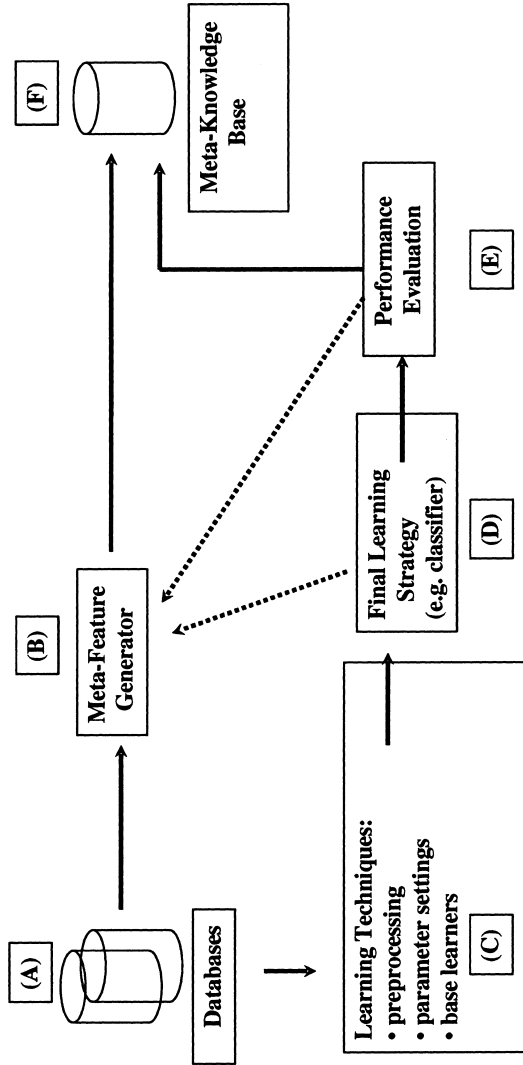 (A)
Databases
(B)
Meta-Feature
Generator
(F)
Meta-Knowledge
Base
Learning Techniques:
• preprocessing
• parameter settings
• base learners
(C)
Final Learning
Strategy
(e.g. classifier)
(D)
Performance
Evaluation
(E)